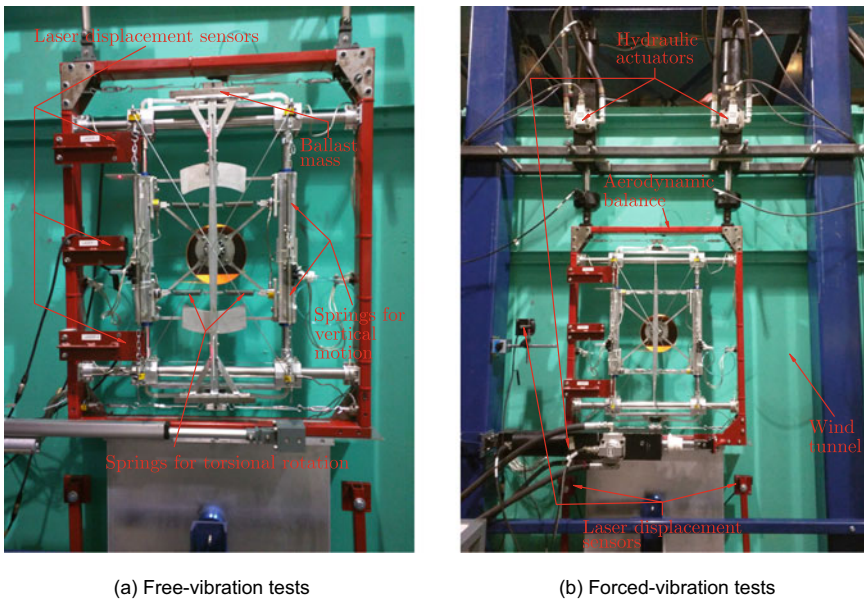 Laser displacement sensors
Ballast
mass
Springs for
vertical
motion
Springs for torsional rotation
Hydraulic
actuators
Aerodynamic
balance
Wind
tunnel
Laser displacement
sensors
(a) Free-vibration tests
(b) Forced-vibration tests